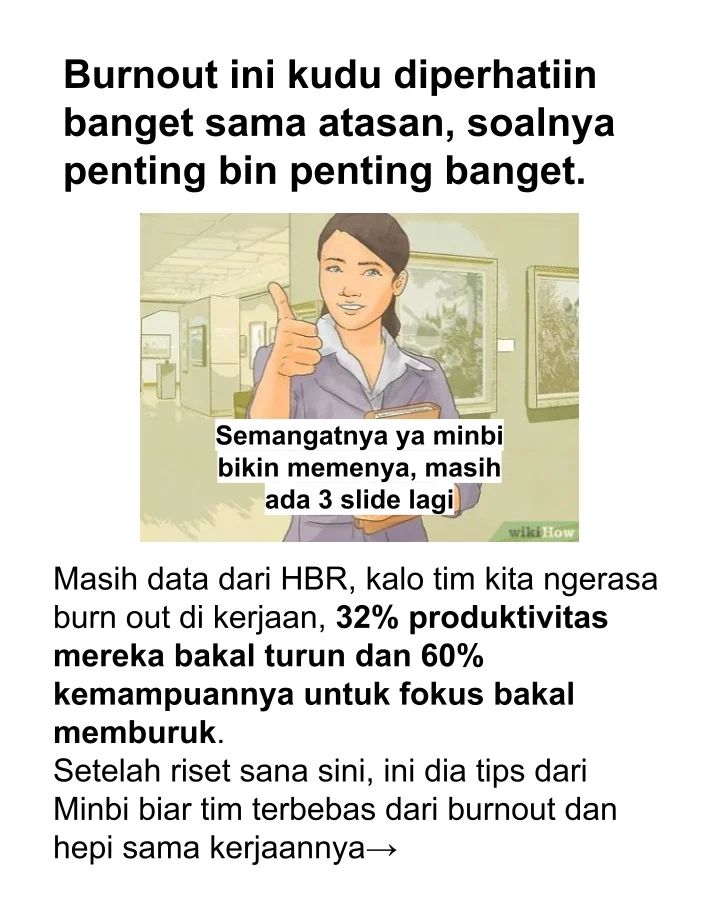 Burnout ini kudu diperhatiin
banget sama atasan, soalnya
penting bin penting banget.
Semangatnya ya minbi
bikin memenya, masih
ada 3 slide lagi
wikiHow
Masih data dari HBR, kalo tim kita ngerasa
burn out di kerjaan, 32% produktivitas
mereka bakal turun dan 60%
kemampuannya untuk fokus bakal
memburuk.
Setelah riset sana sini, ini dia tips dari
Minbi biar tim terbebas dari burnout dan
hepi sama kerjaannya→